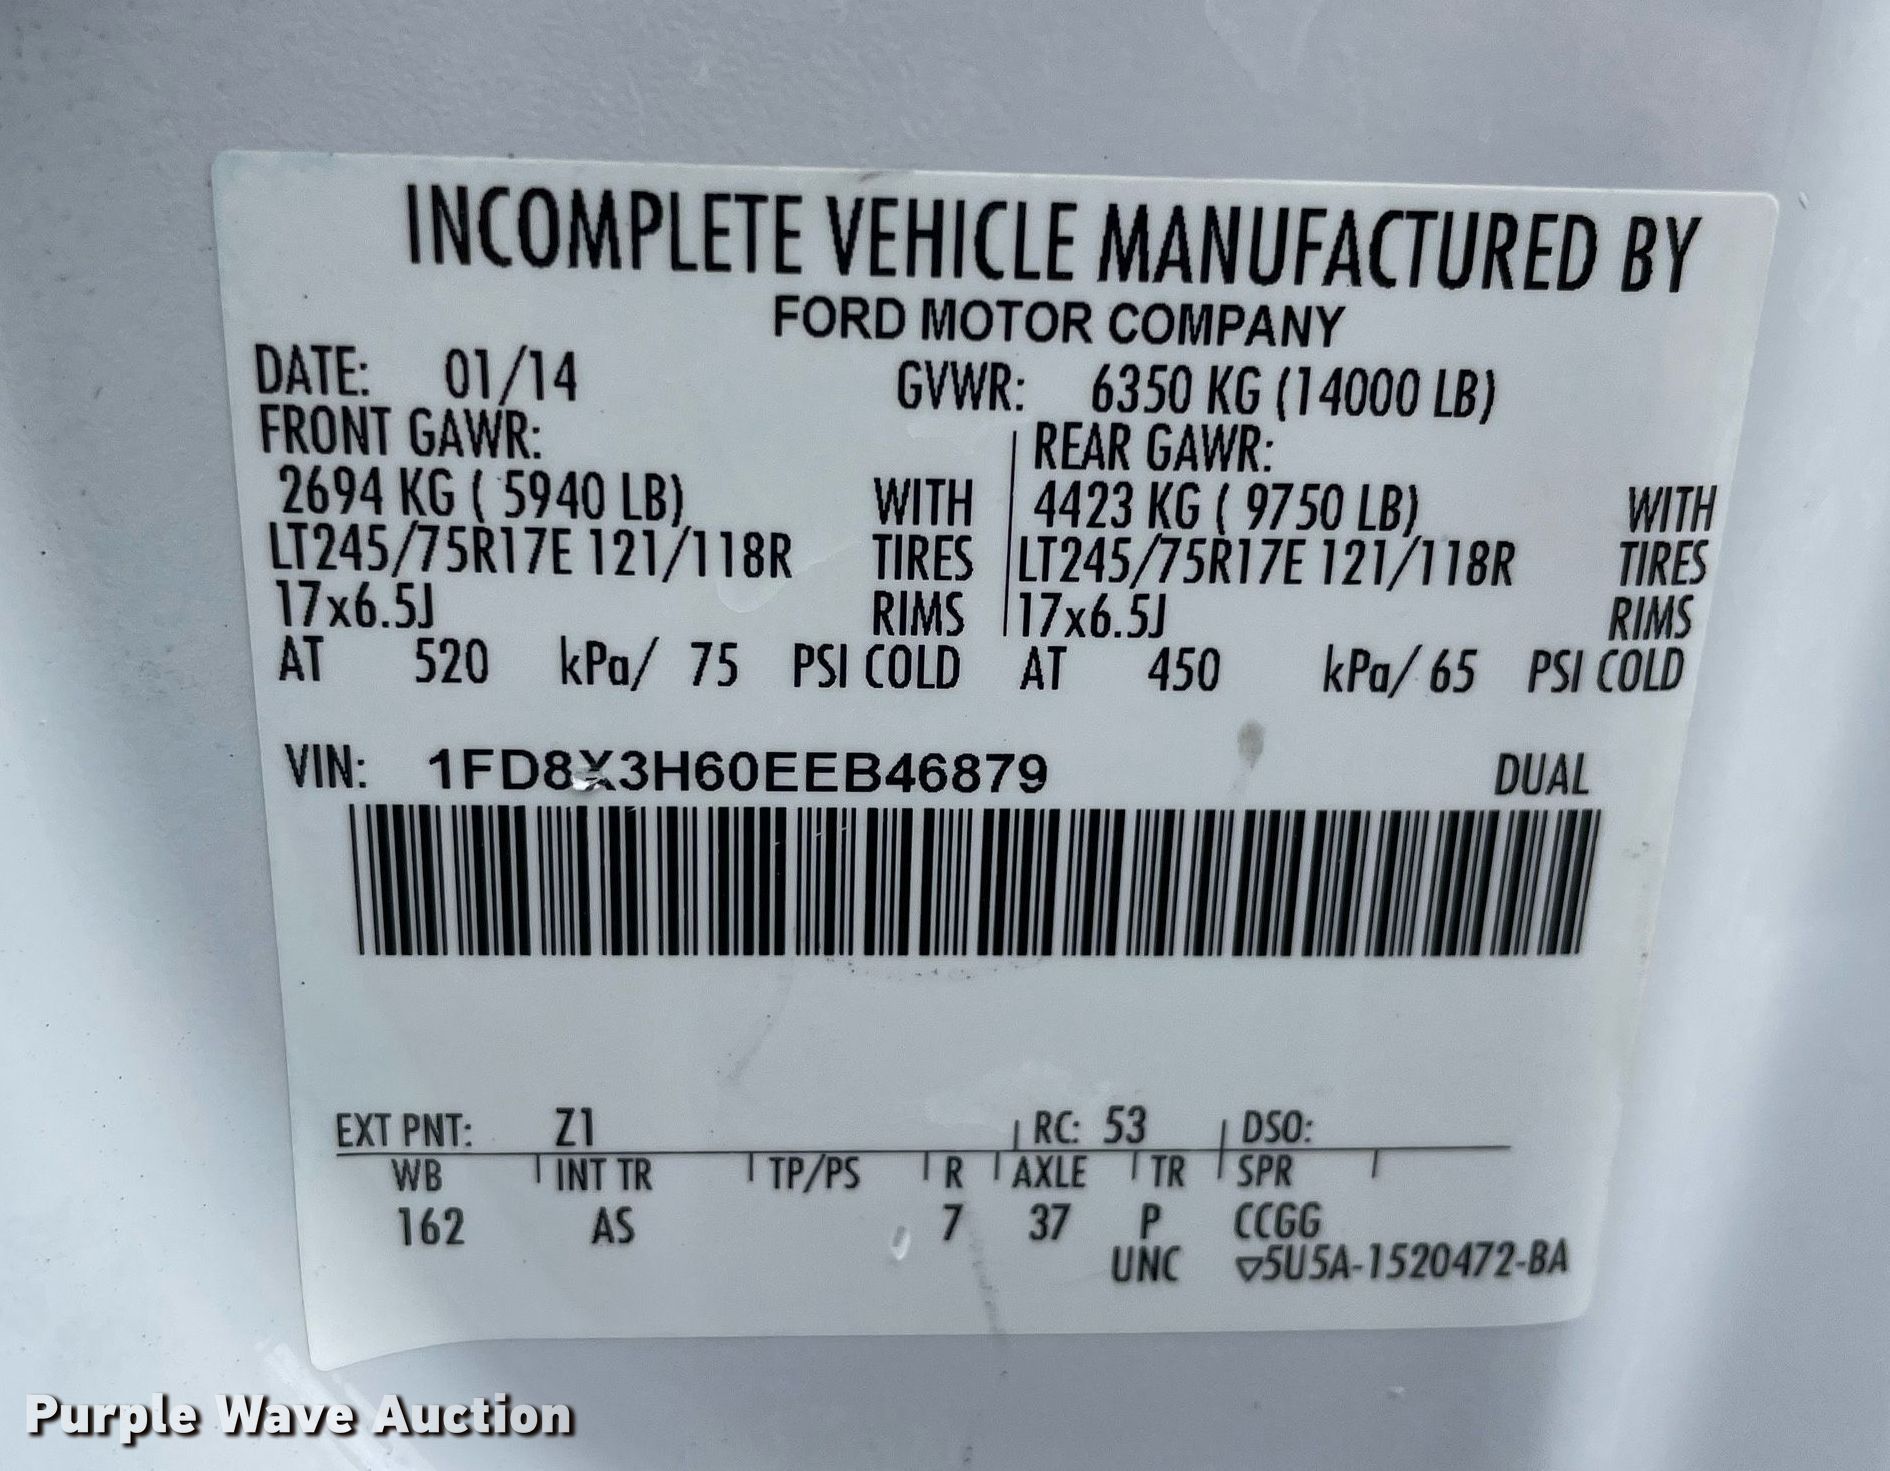 INCOMPLETE VEHICLE MANUFACTURED BY
FORD MOTOR COMPANY
DATE: 01/14 GVWR: 6350 KG (14000 LB)
FRONT GAWR: REAR GAWR:
2694 KG ( 5940 LB) WITH 4423 KG ( 9750 LB) WITH
LT245/75R17E 121/118R TIRES LT245/75R17E 121/118R TIRES
17x6.5J RIMS 17x6.5J RIMS
AT 520 kPa/ 75 PSI COLD AT 450 kPa/ 65 PSI COLD
VIN: 1FD8X3H60EEB46879 DUAL
EXT PNT: Z1 RC: 53 DSO:
WB INT TR TP/PS R AXLE TR SPR
162 AS 7 37 P CCGG
UNC ▽5U5A-1520472-BA
Purple Wave Auction